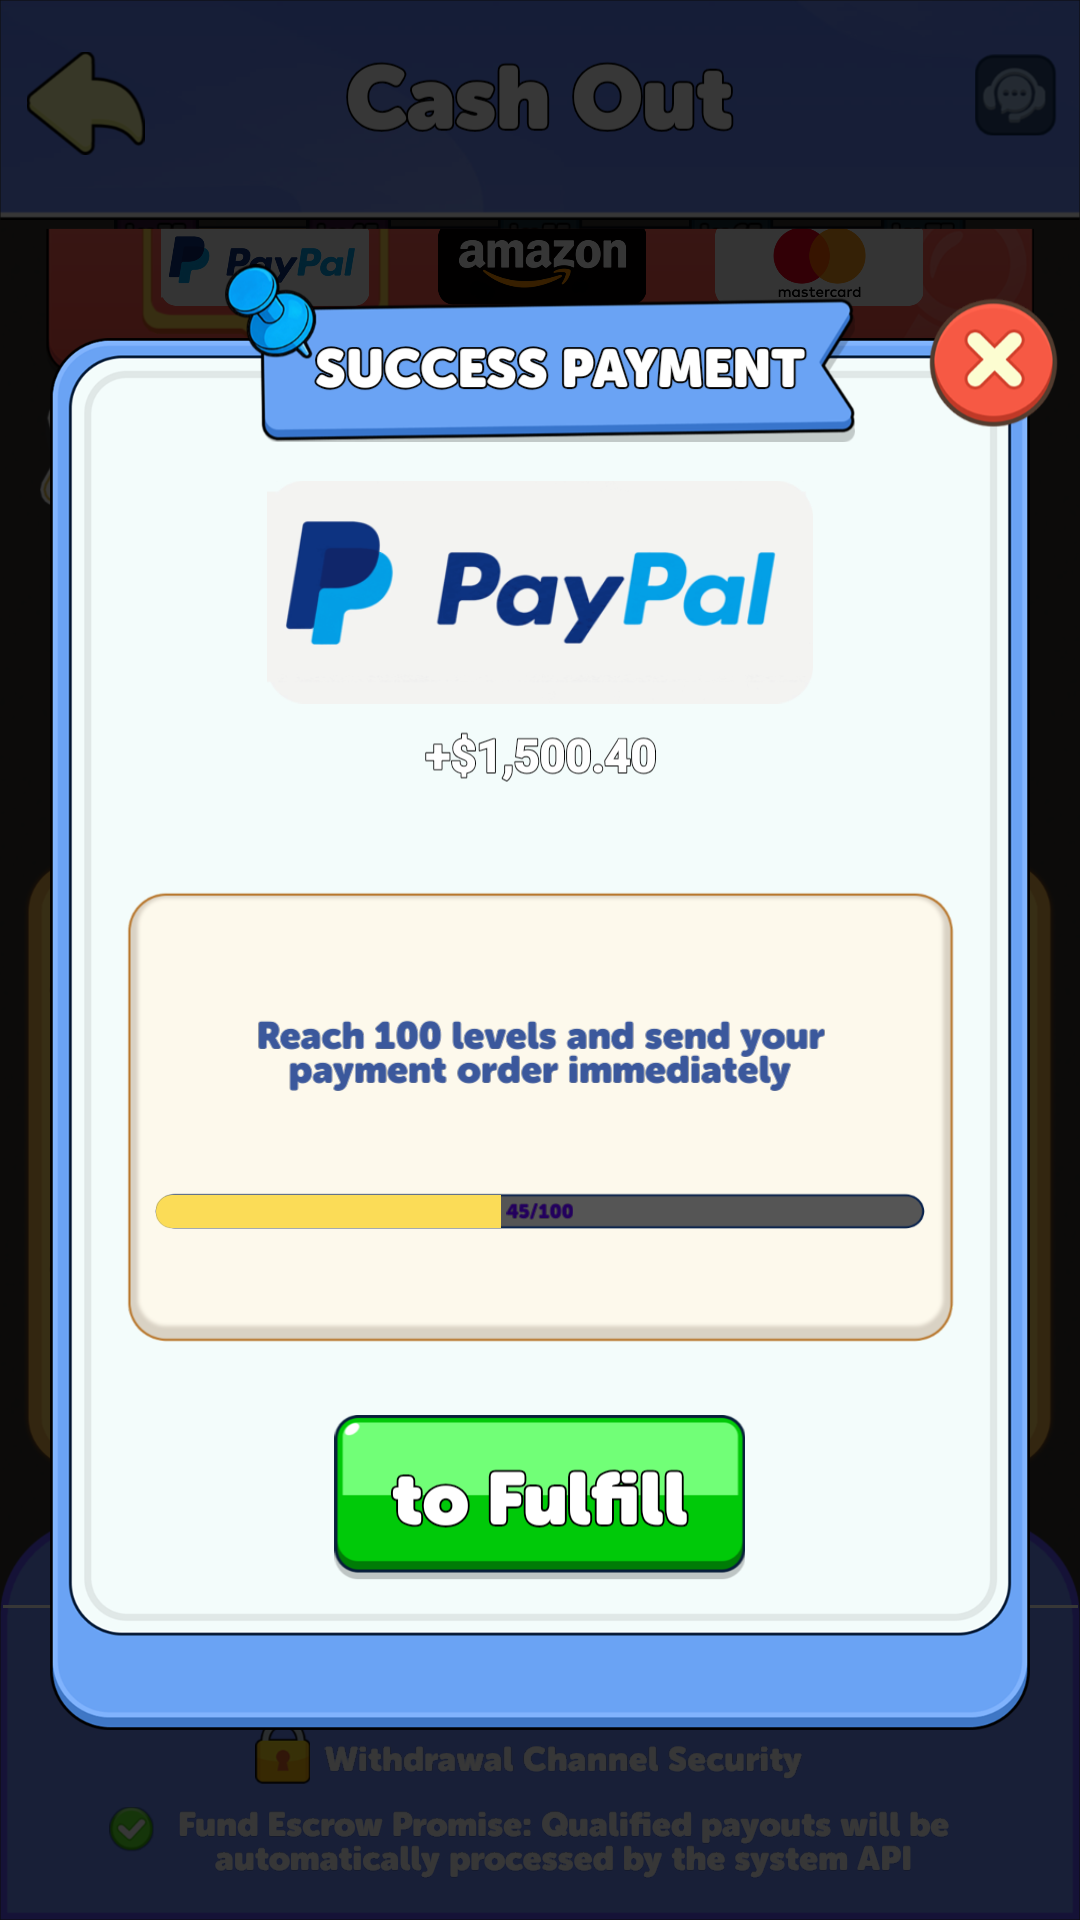 Cash Out
PayPal
amazon
mastercard
SUCCESS PAYMENT
PayPal
+$1,500.40
Reach 100 levels and send your
payment order immediately
45/100
to Fulfill
Withdrawal Channel Security
Fund Escrow Promise: Qualified payouts will be
automatically processed by the system API